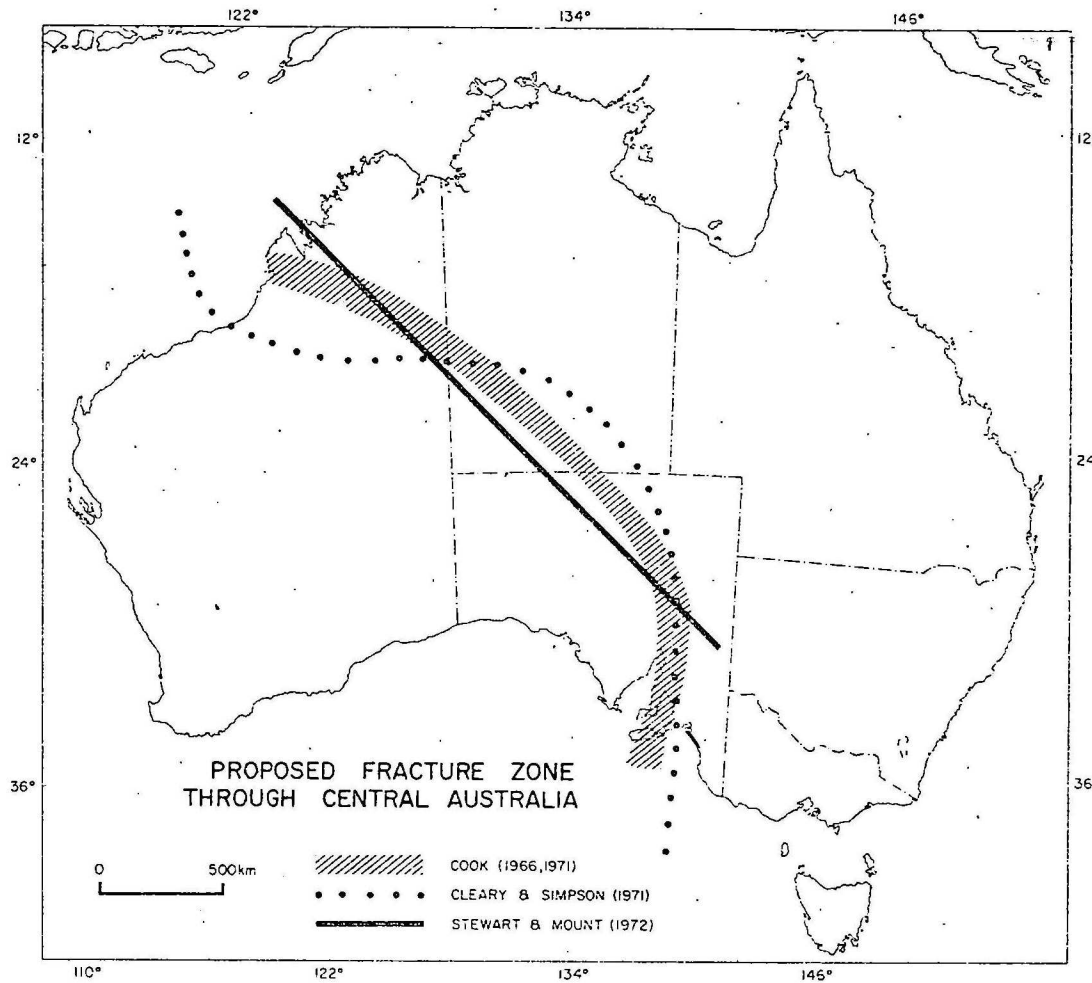 122° 134° 146°
12° 12
24° 24
36° 36
PROPOSED FRACTURE ZONE
THROUGH CENTRAL AUSTRALIA
0 500km
COOK (1966,1971)
CLEARY & SIMPSON (1971)
STEWART & MOUNT (1972)
110° 122° 134° 146°